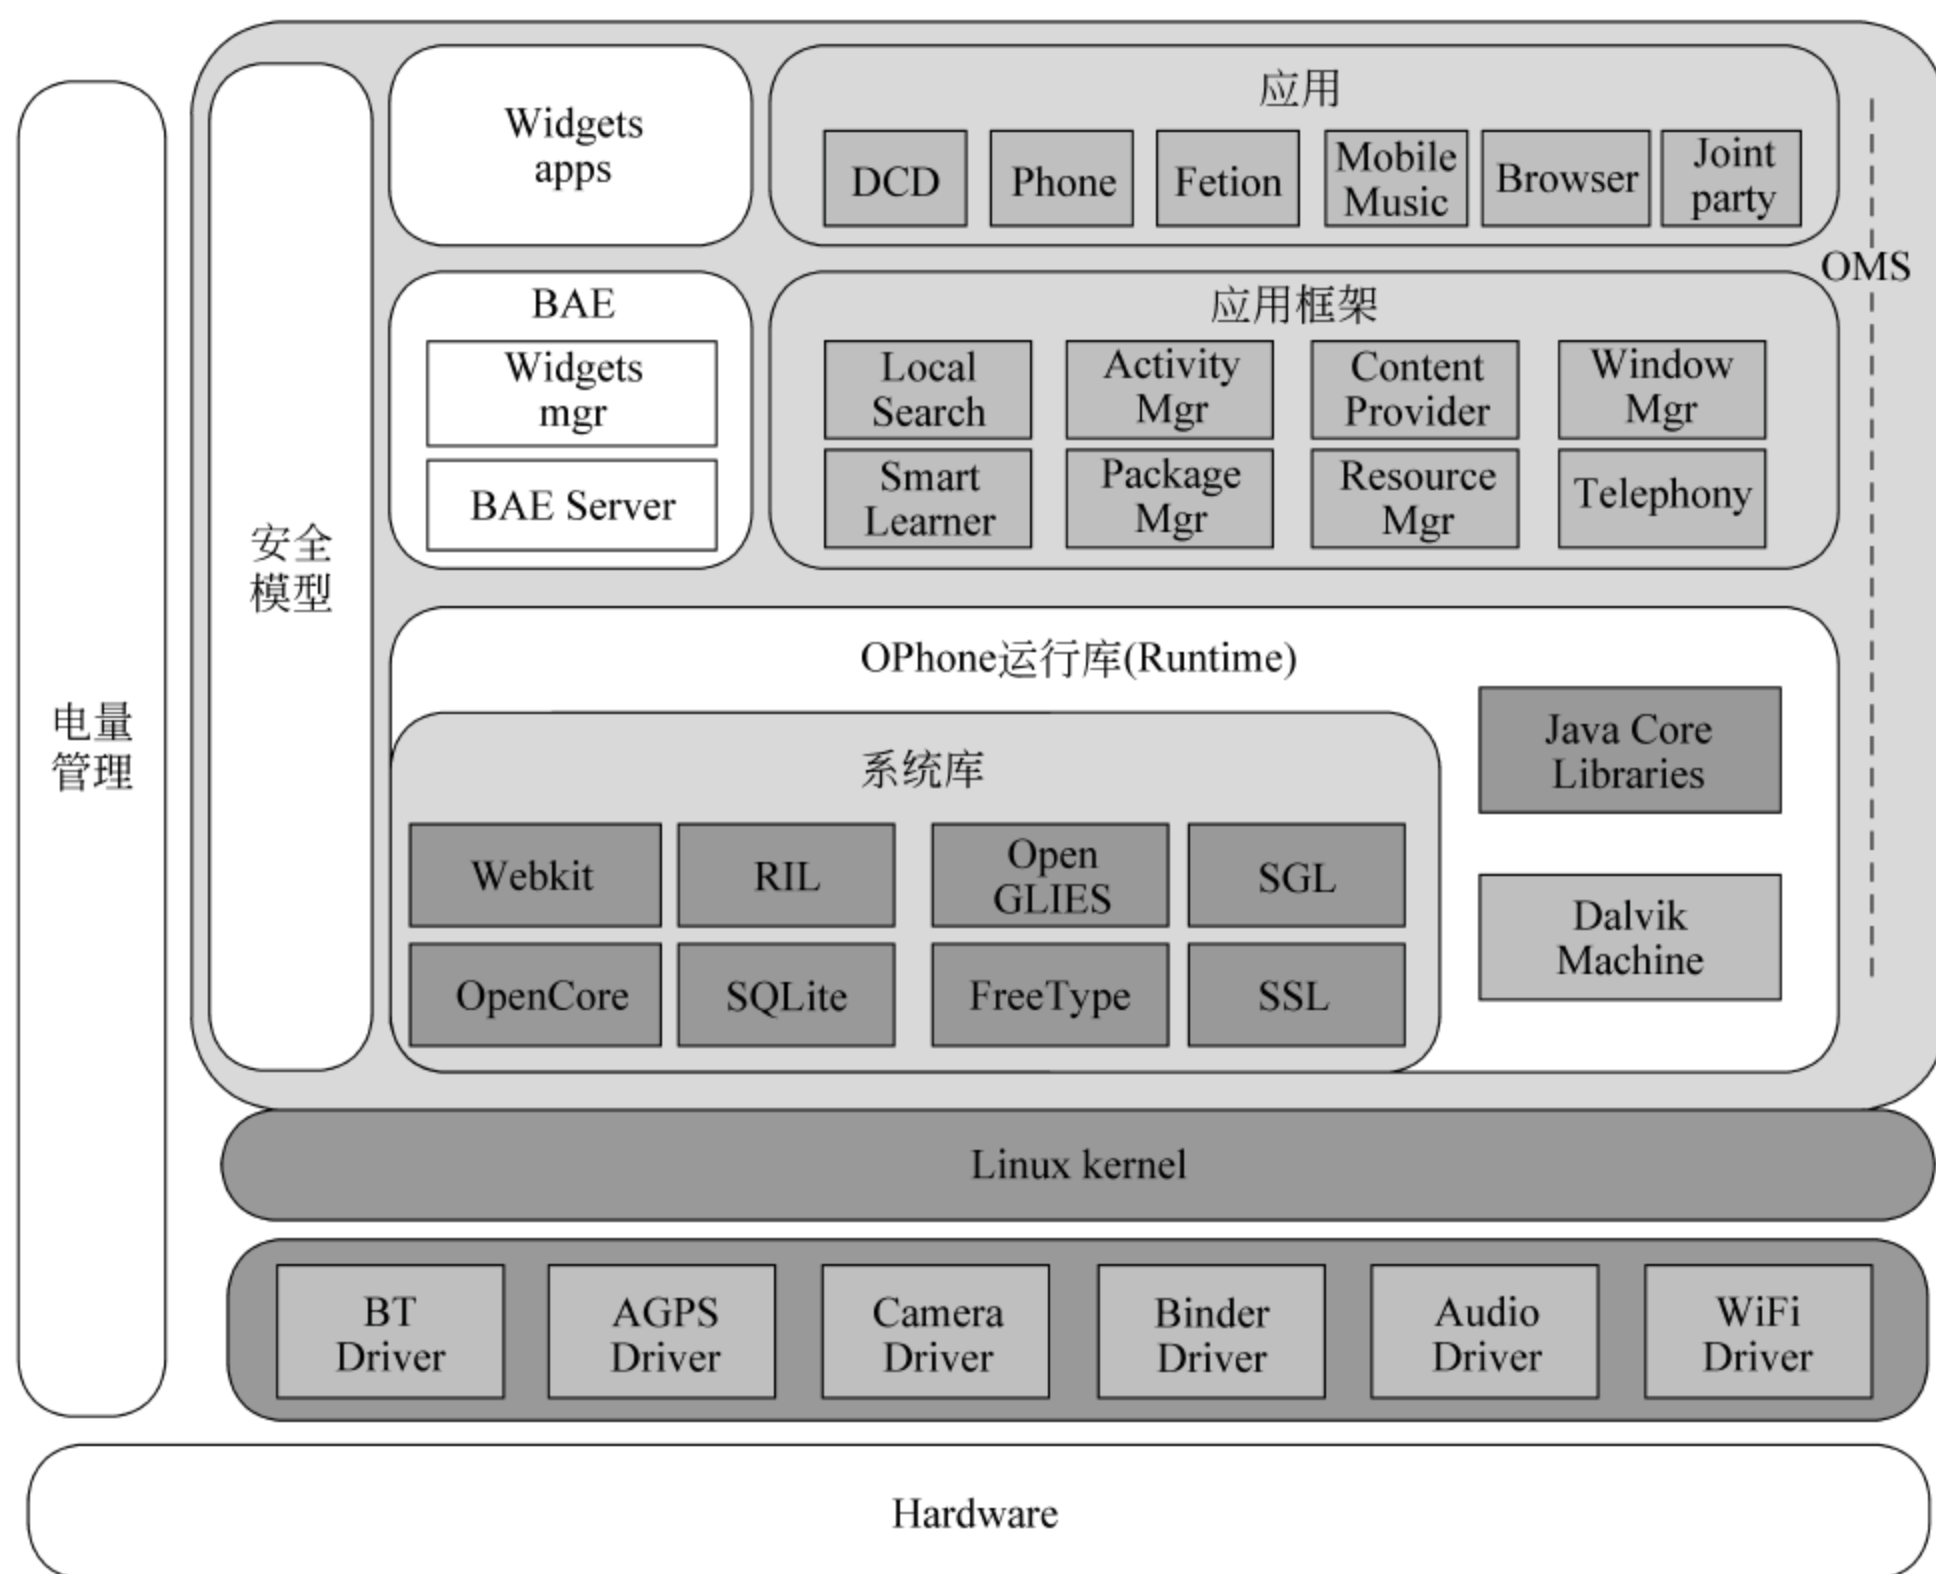 电量
管理
安全
模型
Widgets
apps
应用
DCD
Phone
Fetion
Mobile
Music
Browser
Joint
party
OMS
BAE
Widgets
mgr
BAE Server
应用框架
Local
Search
Activity
Mgr
Content
Provider
Window
Mgr
Smart
Learner
Package
Mgr
Resource
Mgr
Telephony
OPhone运行库(Runtime)
系统库
Webkit
RIL
Open
GLIES
SGL
OpenCore
SQLite
FreeType
SSL
Java Core
Libraries
Dalvik
Machine
Linux kernel
BT
Driver
AGPS
Driver
Camera
Driver
Binder
Driver
Audio
Driver
WiFi
Driver
Hardware